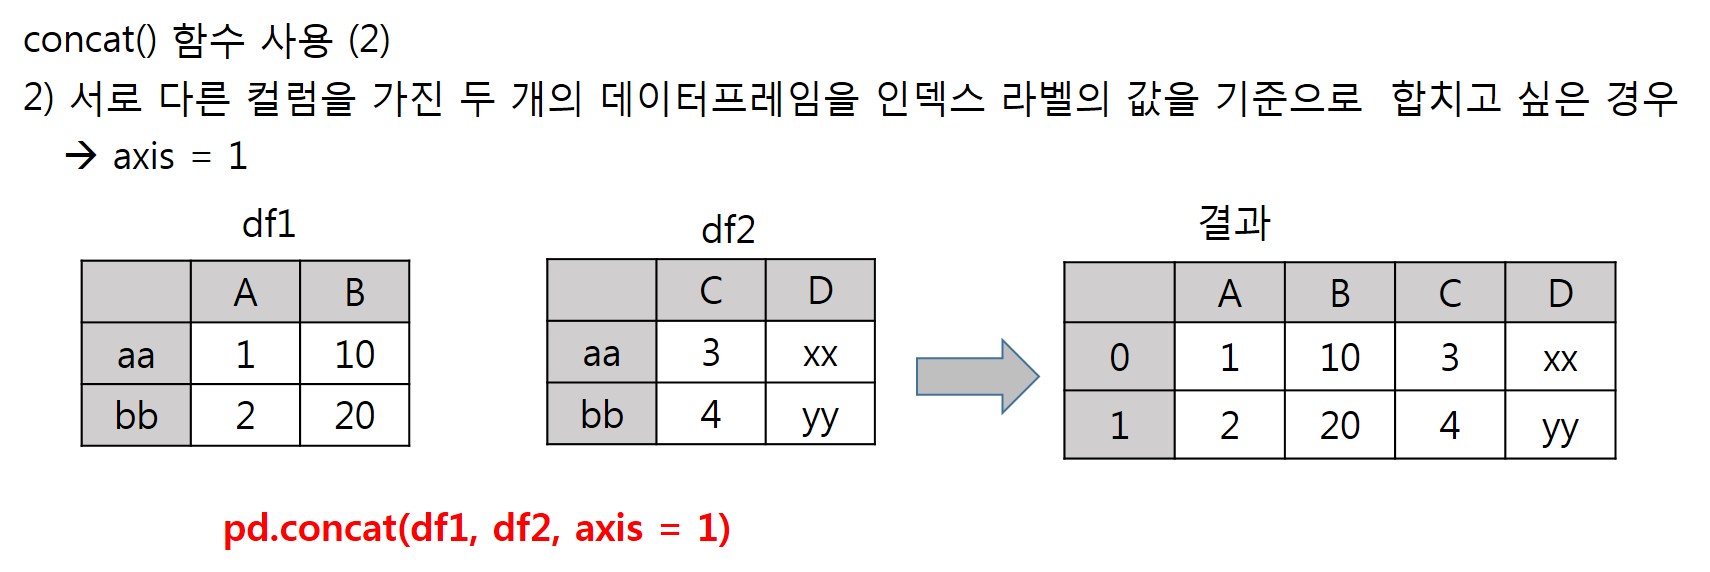 concat() 함수 사용 (2)
2) 서로 다른 컬럼을 가진 두 개의 데이터프레임을 인덱스 라벨의 값을 기준으로 합치고 싶은 경우
→ axis = 1
df1
A B
aa 1 10
bb 2 20
df2
C D
aa 3 xx
bb 4 yy
결과
A B C D
0 1 10 3 xx
1 2 20 4 yy
pd.concat(df1, df2, axis = 1)